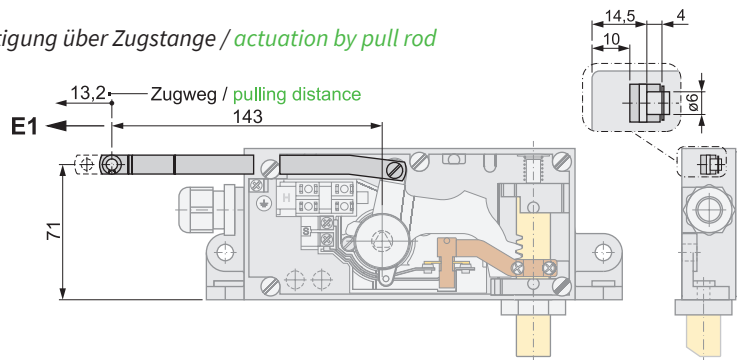 tigung über Zugstange / actuation by pull rod
14,5
4
10
ø6
13,2
Zugweg / pulling distance
E1
143
71
H
S